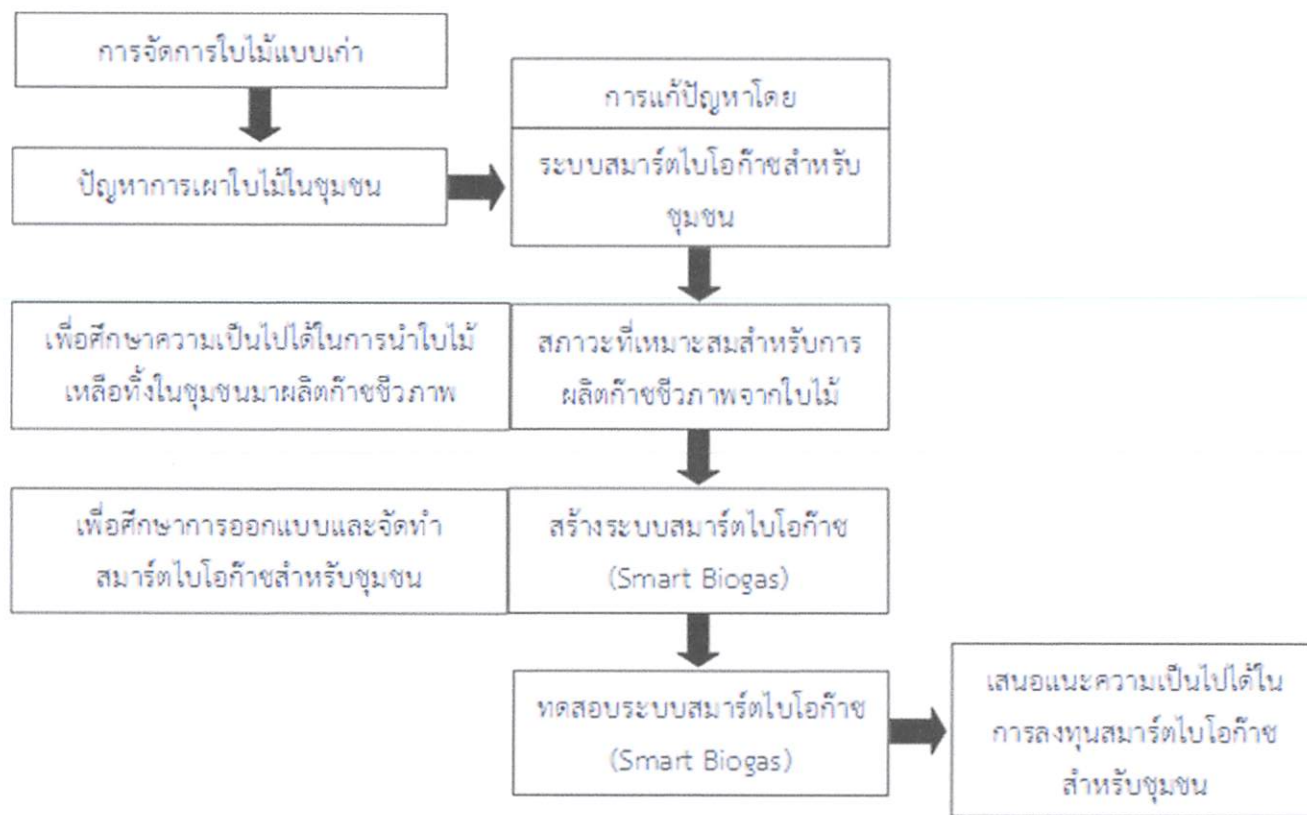 การจัดการใบไม้แบบเก่า
ปัญหาการเผาใบไม้ในชุมชน
การแก้ปัญหาโดย
ระบบสมาร์ตไบโอก๊าซสำหรับ
ชุมชน
เพื่อศึกษาความเป็นไปได้ในการนำใบไม้
เหลือทิ้งในชุมชนมาผลิตก๊าซชีวภาพ
สภาวะที่เหมาะสมสำหรับการ
ผลิตก๊าซชีวภาพจากใบไม้
เพื่อศึกษาการออกแบบและจัดทำ
สมาร์ตไบโอก๊าซสำหรับชุมชน
สร้างระบบสมาร์ตไบโอก๊าซ
(Smart Biogas)
ทดสอบระบบสมาร์ตไบโอก๊าซ
(Smart Biogas)
เสนอแนะความเป็นไปได้ใน
การลงทุนสมาร์ตไบโอก๊าซ
สำหรับชุมชน